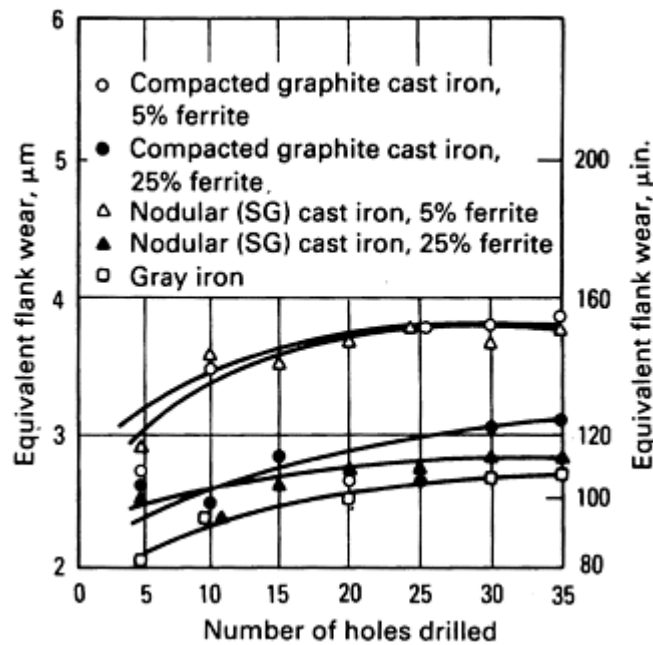 6
Compacted graphite cast iron,
5% ferrite
5
Compacted graphite cast iron,
200
25% ferrite
Nodular (SG) cast iron, 5% ferrite
Nodular (SG) cast iron, 25% ferrite
Gray iron
4
160
3
120
100
2
80
0
5
10
15
20
25
30
35
Number of holes drilled
Equivalent flank wear, μm
Equivalent flank wear, μin.